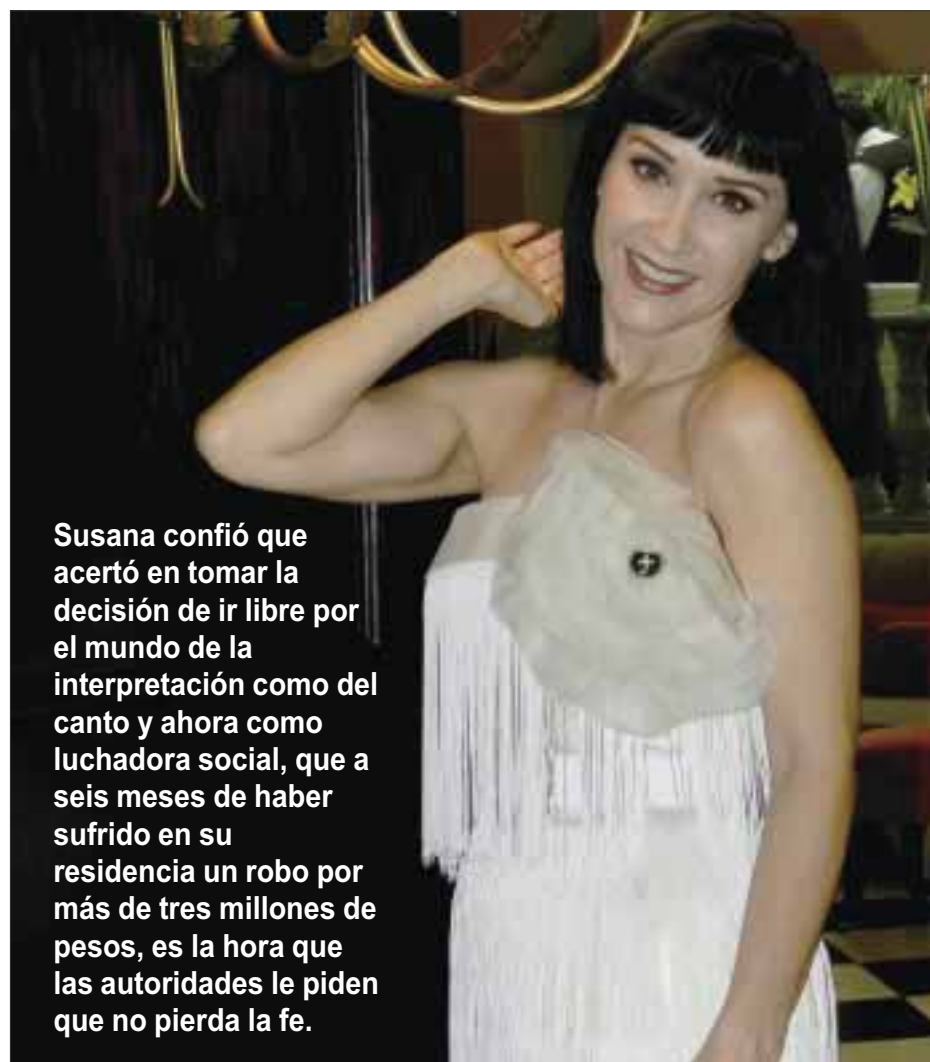 Susana confió que
acertó en tomar la
decisión de ir libre por
el mundo de la
interpretación como del
canto y ahora como
luchadora social, que a
seis meses de haber
sufrido en su
residencia un robo por
más de tres millones de
pesos, es la hora que
las autoridades le piden
que no pierda la fe.